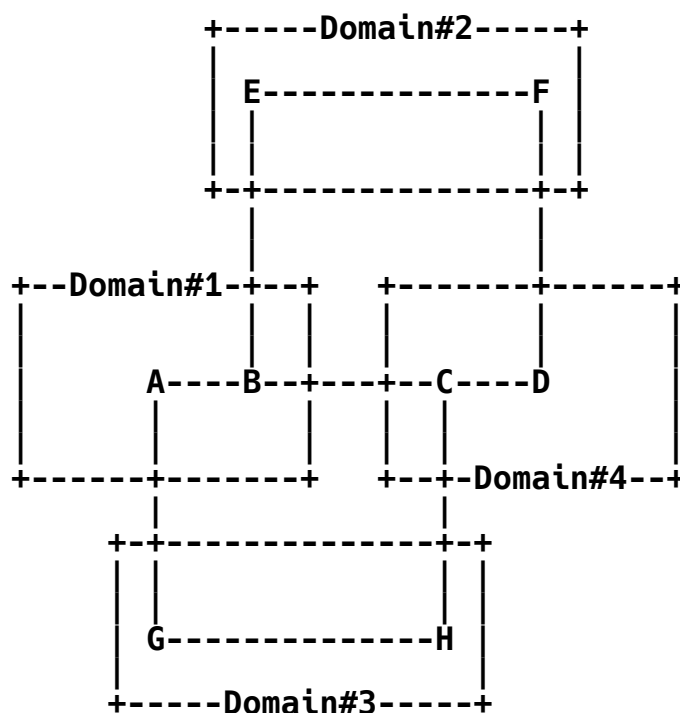 +-----Domain#2-----+
|                   |
| E--------------F |
| |              | |
| |              | |
+-+--------------+-+
|              |
|              |
+--Domain#1-+--+   +-------+------+
|           |  |   |       |      |
|           |  |   |       |      |
|      A----B--+---+--C----D      |
|      |       |   |  |           |
|      |       |   |  |           |
+------+-------+   +--+-Domain#4--+
|              |
+-+--------------+-+
| |              | |
| |              | |
| G--------------H |
|                  |
+-----Domain#3-----+